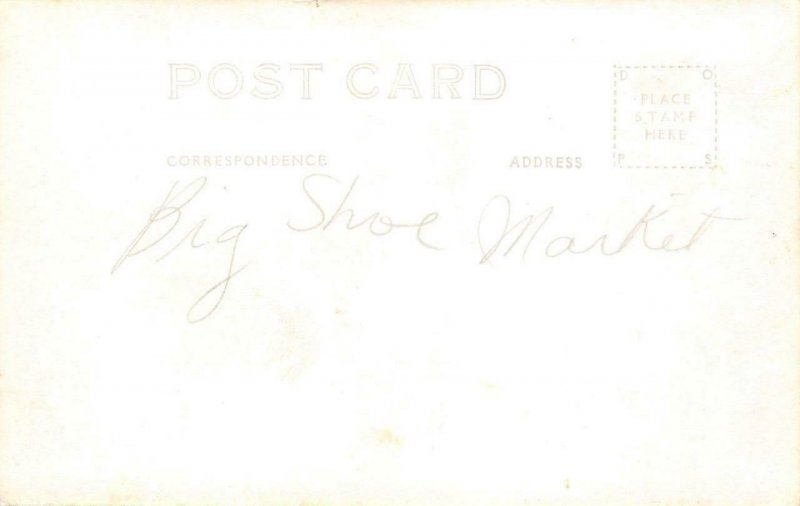 POST CARD
D O
PLACE
STAMP
HERE
P S
CORRESPONDENCE ADDRESS
Big Shoe Market